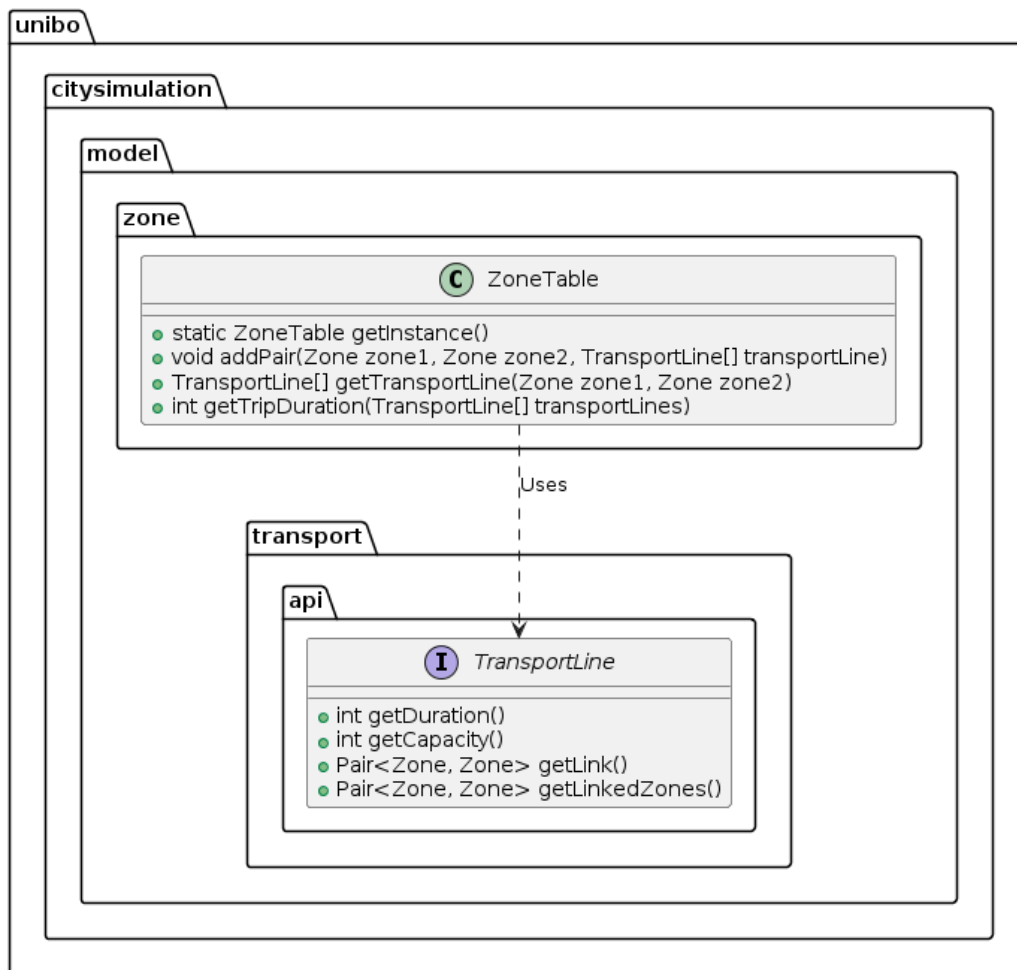 unibo
citysimulation
model
zone
C ZoneTable
static ZoneTable getInstance()
void addPair(Zone zone1, Zone zone2, TransportLine[] transportLine)
TransportLine[] getTransportLine(Zone zone1, Zone zone2)
int getTripDuration(TransportLine[] transportLines)
Uses
transport
api
I TransportLine
int getDuration()
int getCapacity()
Pair<Zone, Zone> getLink()
Pair<Zone, Zone> getLinkedZones()